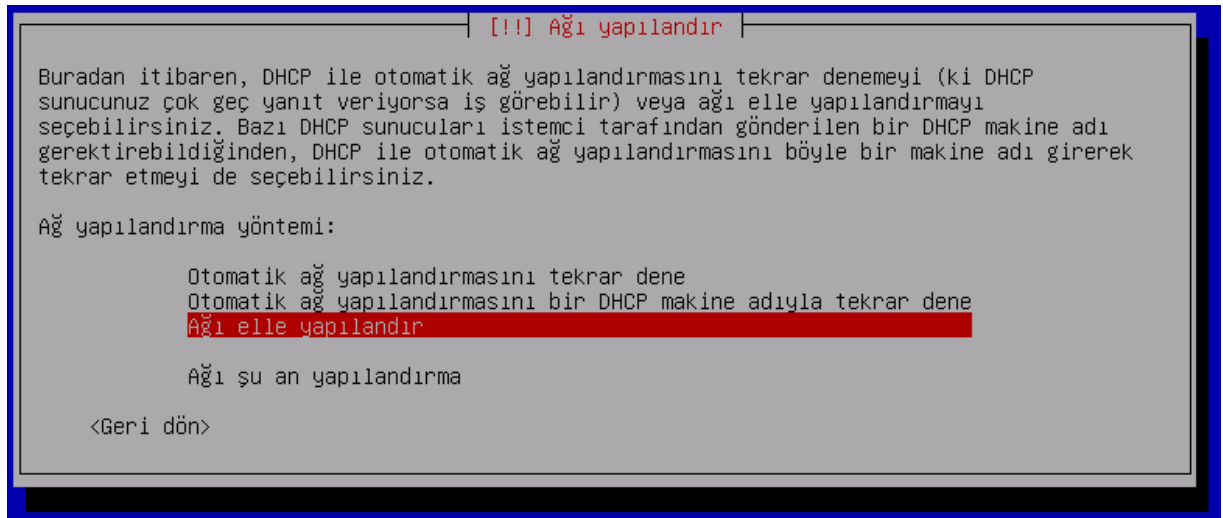 [!!] Ağı yapılandır
Buradan itibaren, DHCP ile otomatik ağ yapılandırmasını tekrar denemeyi (ki DHCP
sunucunuz çok geç yanıt veriyorsa iş görebilir) veya ağı elle yapılandırmayı
seçebilirsiniz. Bazı DHCP sunucuları istemci tarafından gönderilen bir DHCP makine adı
gerektirebildiğinden, DHCP ile otomatik ağ yapılandırmasını böyle bir makine adı girerek
tekrar etmeyi de seçebilirsiniz.
Ağ yapılandırma yöntemi:
Otomatik ağ yapılandırmasını tekrar dene
Otomatik ağ yapılandırmasını bir DHCP makine adıyla tekrar dene
Ağı elle yapılandır
Ağı şu an yapılandırma
<Geri dön>